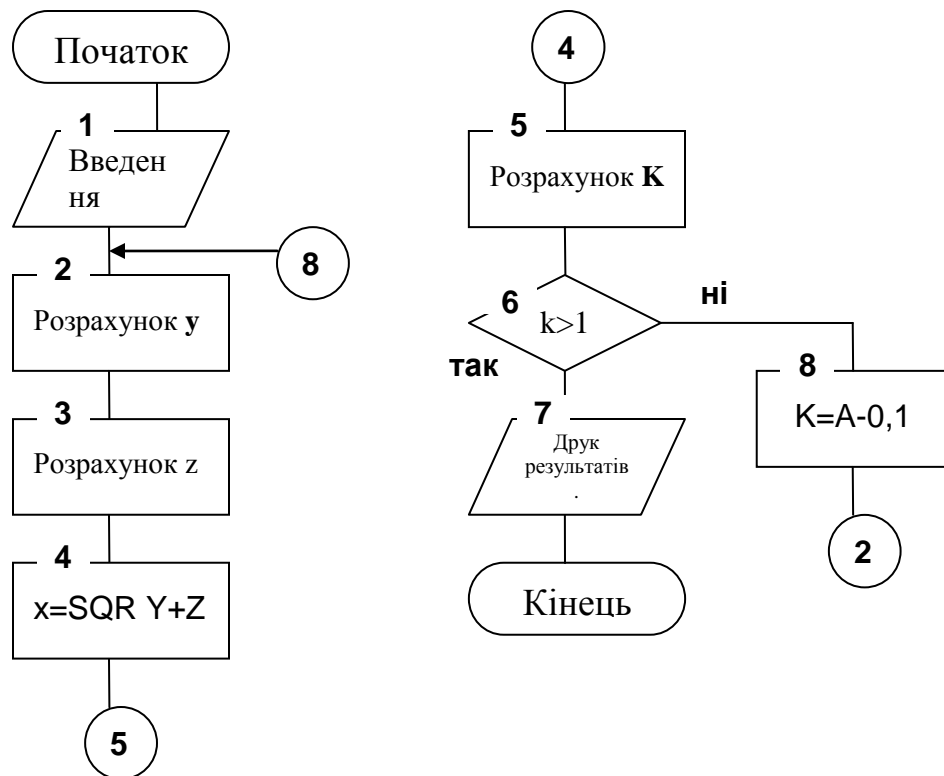 Початок
1
Введен
ня
8
2
Розрахунок y
3
Розрахунок z
4
x=SQR Y+Z
5
4
5
Розрахунок K
6
k>1
ні
так
7
Друк
результатів
.
Кінець
8
K=A-0,1
2